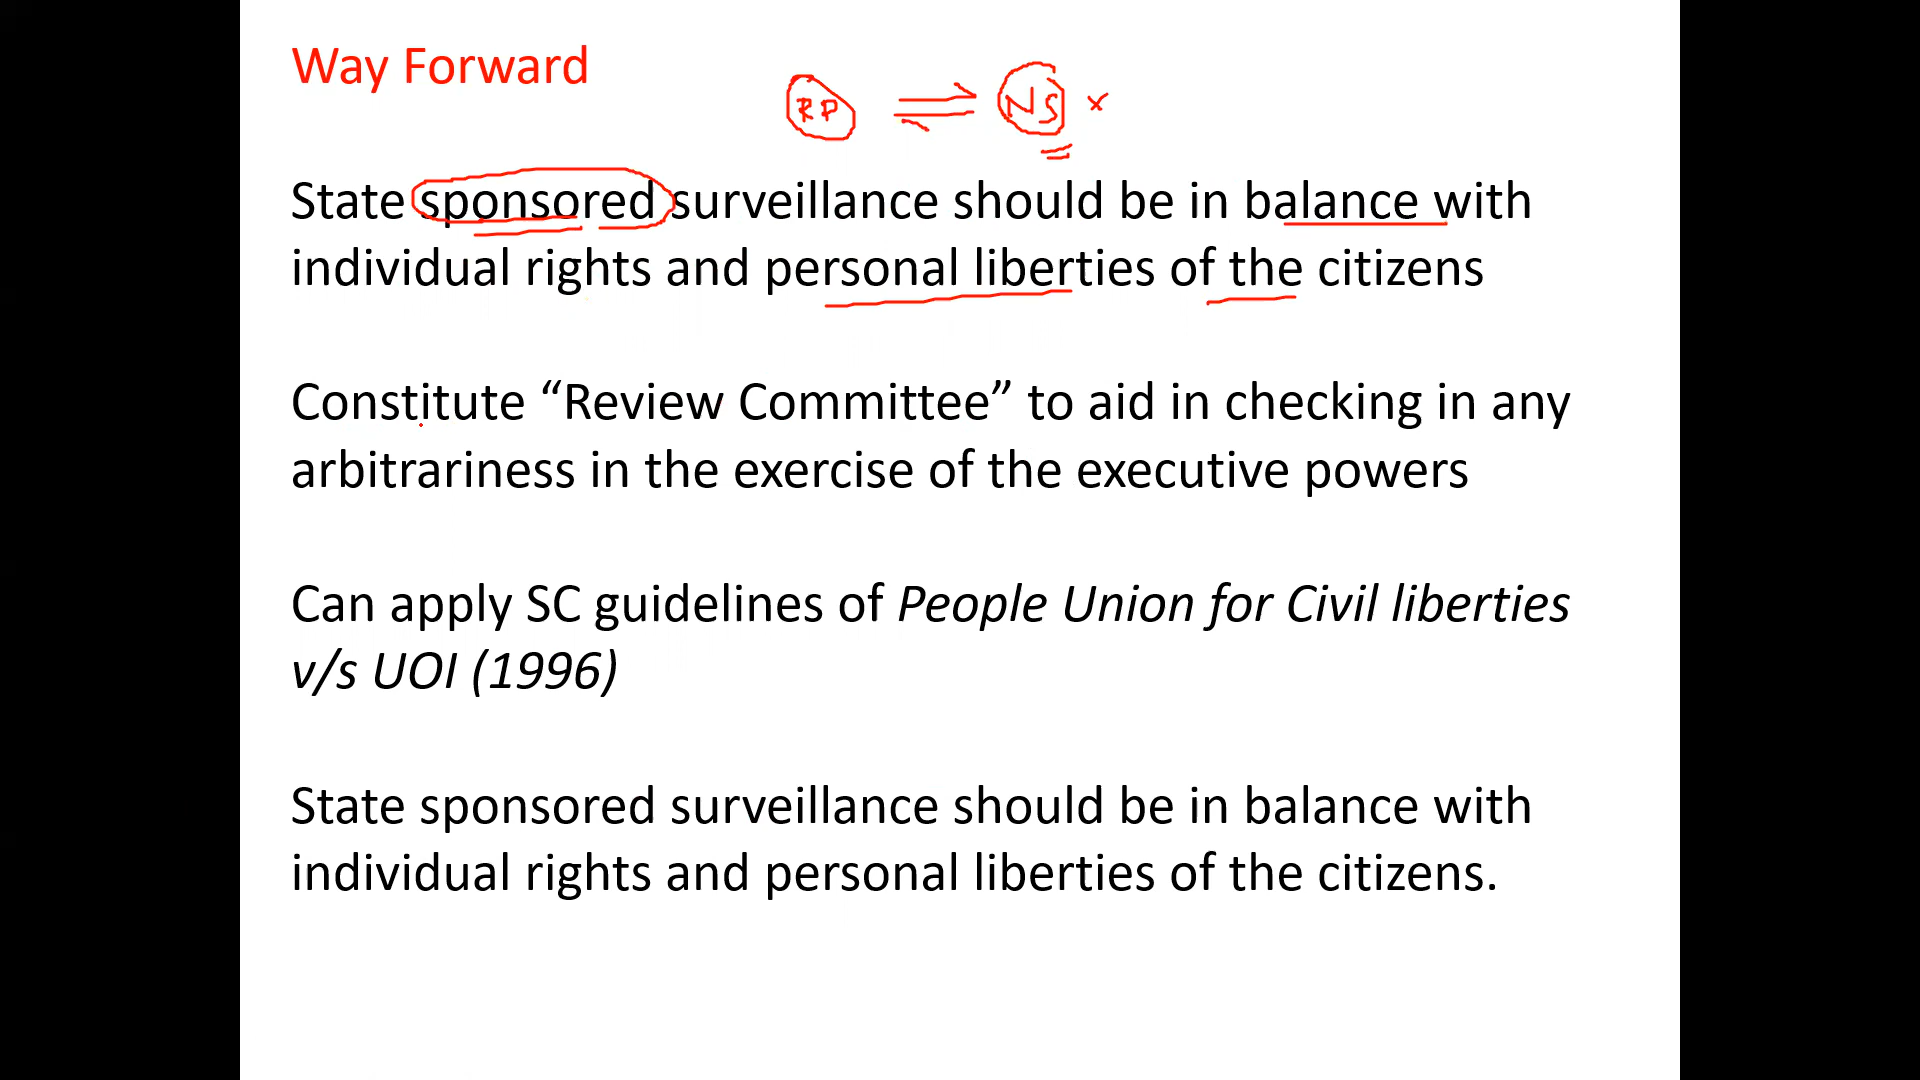 Way Forward
RP ⇌ NS x
State sponsored surveillance should be in balance with
individual rights and personal liberties of the citizens
Constitute “Review Committee” to aid in checking in any
arbitrariness in the exercise of the executive powers
Can apply SC guidelines of People Union for Civil liberties
v/s UOI (1996)
State sponsored surveillance should be in balance with
individual rights and personal liberties of the citizens.